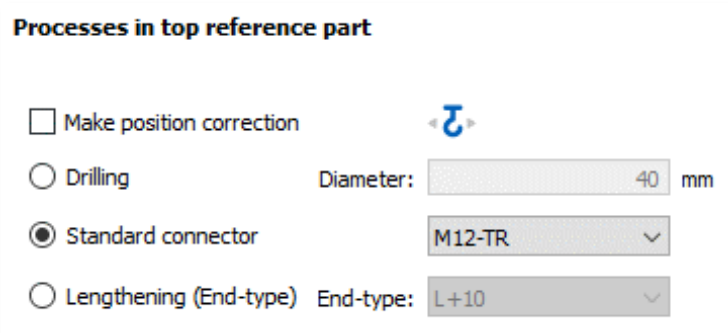 Processes in top reference part
Make position correction
Drilling Diameter: 40 mm
Standard connector M12-TR
Lengthening (End-type) End-type: L+10